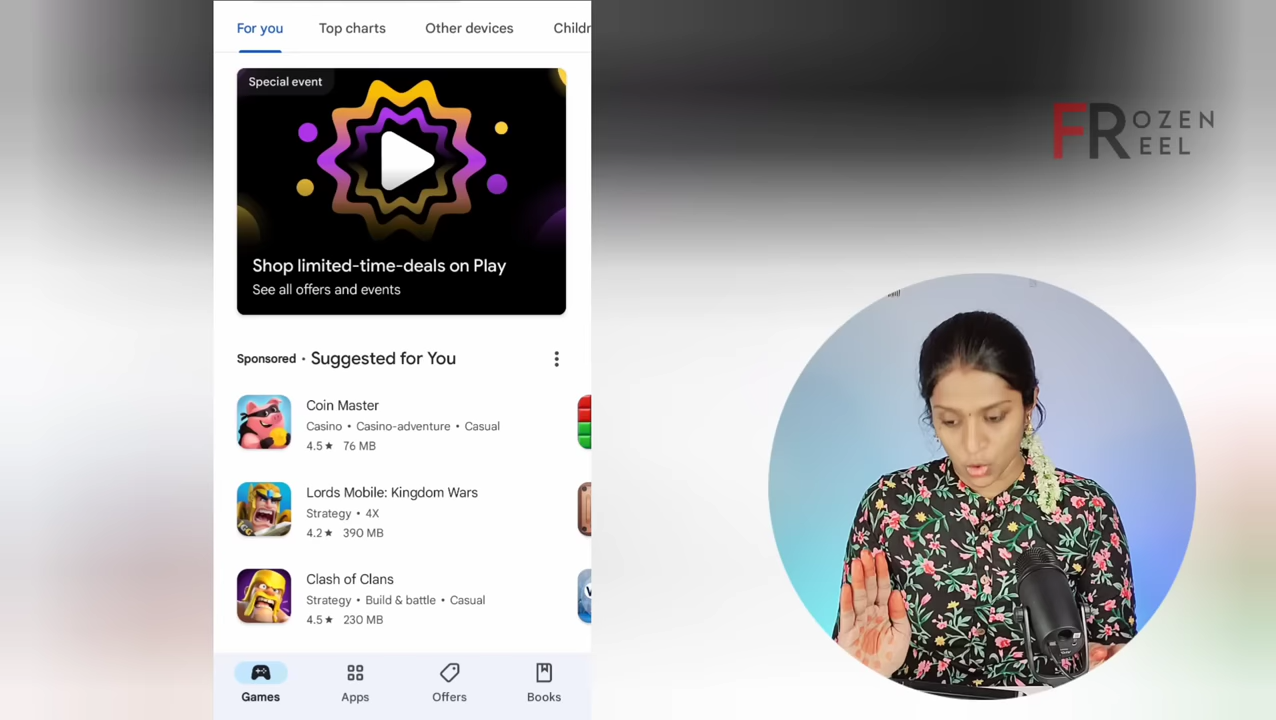 For you Top charts Other devices Childr
Special event
Shop limited-time-deals on Play
See all offers and events
Sponsored • Suggested for You
Coin Master
Casino • Casino-adventure • Casual
4.5★ 76 MB
Lords Mobile: Kingdom Wars
Strategy • 4X
4.2★ 390 MB
Clash of Clans
Strategy • Build & battle • Casual
4.5★ 230 MB
Games Apps Offers Books
FROZEN
REEL